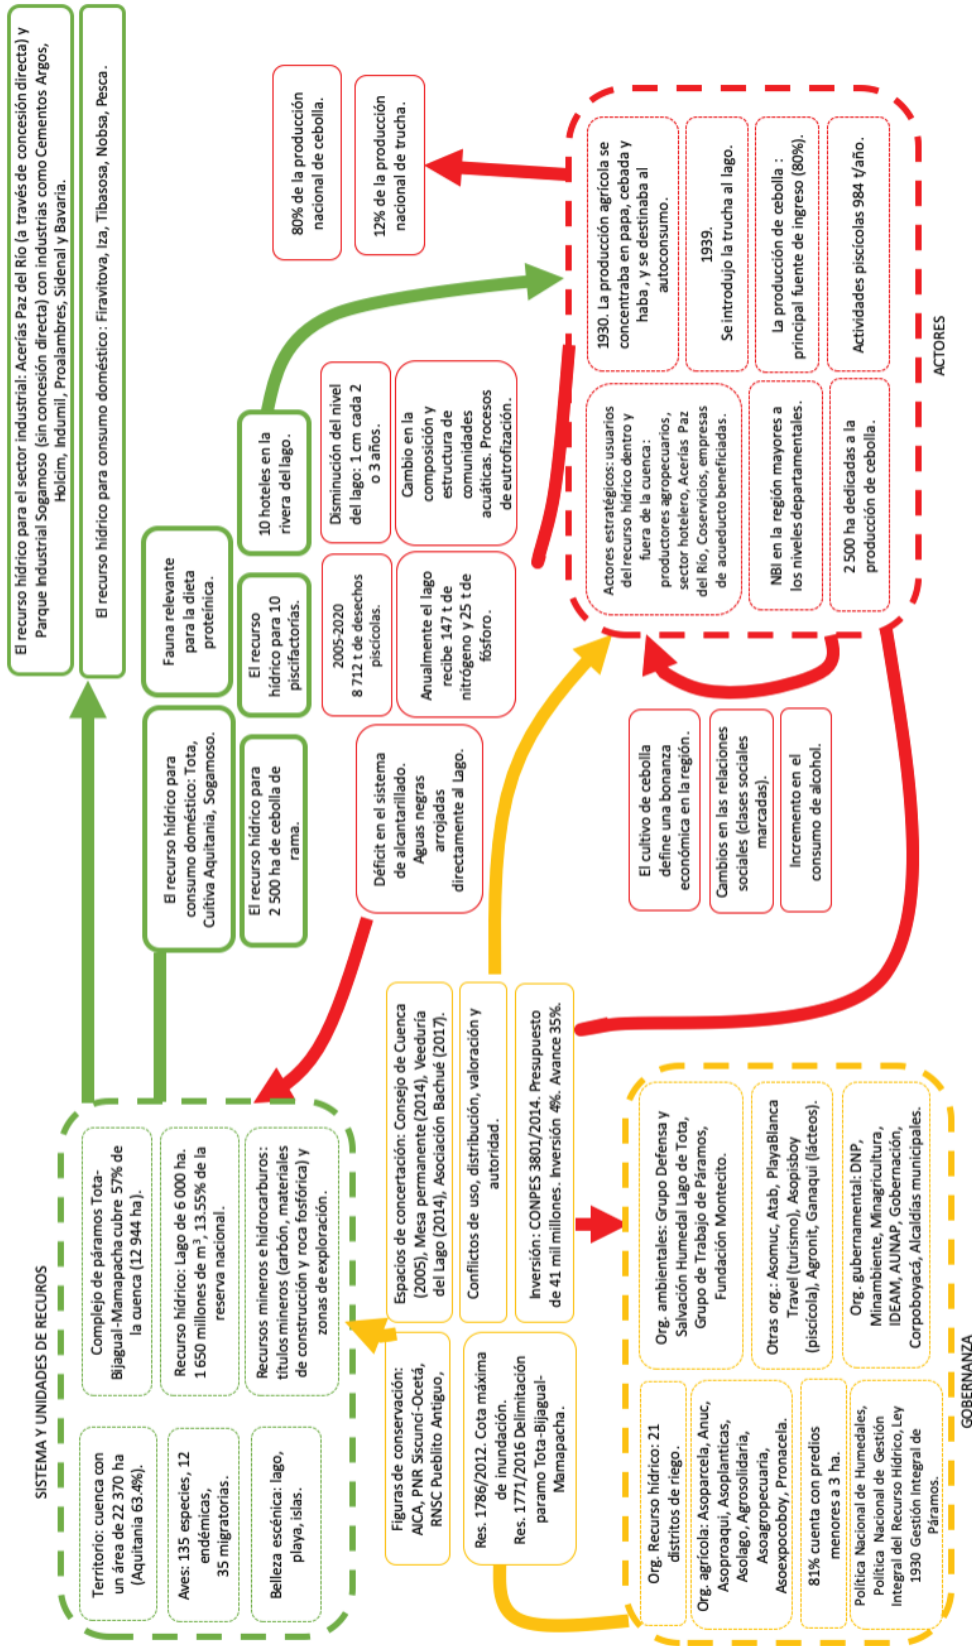 SISTEMA Y UNIDADES DE RECURSOS
Territorio: cuenca con
un área de 22 370 ha
(Aquitania 63.4%).
Aves: 135 especies, 12
endémicas,
35 migratorias.
Belleza escénica: lago,
playa, islas.
Complejo de páramos Tota-
Bijagual-Mamapacha cubre 57% de
la cuenca (12 944 ha).
Recurso hídrico: Lago de 6 000 ha.
1 650 millones de m³, 13.55% de la
reserva nacional.
Recursos mineros e hidrocarburos:
títulos mineros (carbón, materiales
de construcción y roca fosfórica) y
zonas de exploración.
El recurso hídrico para el sector industrial: Acerías Paz del Río (a través de concesión directa) y
Parque Industrial Sogamoso (sin concesión directa) con industrias como Cementos Argos,
Holcim, Indumil, Proalambres, Sidenal y Bavaria.
El recurso hídrico para consumo doméstico: Firavitova, Iza, Tibasosa, Nobsa, Pesca.
El recurso hídrico para
consumo doméstico: Tota,
Cuítiva Aquitania, Sogamoso.
Fauna relevante
para la dieta
proteínica.
El recurso hídrico para
2 500 ha de cebolla de
rama.
El recurso
hídrico para 10
piscifactorías.
10 hoteles en la
rivera del lago.
80% de la producción
nacional de cebolla.
12% de la producción
nacional de trucha.
2005-2020
8 712 t de desechos
piscícolas.
Disminución del nivel
del lago: 1 cm cada 2
o 3 años.
Déficit en el sistema
de alcantarillado.
Aguas negras
arrojadas
directamente al Lago.
Anualmente el lago
recibe 147 t de
nitrógeno y 25 t de
fósforo.
Cambio en la
composición y
estructura de
comunidades
acuáticas. Procesos
de eutrofización.
Figuras de conservación:
AICA, PNR Siscuncí-Ocetá,
RNSC Pueblito Antiguo,
Res. 1786/2012. Cota máxima
de inundación.
Res. 1771/2016 Delimitación
paramo Tota-Bijagual-
Mamapacha.
Espacios de concertación: Consejo de Cuenca
(2005), Mesa permanente (2014), Veeduría
del Lago (2014), Asociación Bachué (2017).
Conflictos de uso, distribución, valoración y
autoridad.
Inversión: CONPES 3801/2014. Presupuesto
de 41 mil millones. Inversión 4%. Avance 35%.
El cultivo de cebolla
define una bonanza
económica en la región.
Cambios en las relaciones
sociales (clases sociales
marcadas).
Incremento en el
consumo de alcohol.
Actores estratégicos: usuarios
del recurso hídrico dentro y
fuera de la cuenca:
productores agropecuarios,
sector hotelero, Acerías Paz
del Río, Coservicios, empresas
de acueducto beneficiadas.
NBI en la región mayores a
los niveles departamentales.
2 500 ha dedicadas a la
producción de cebolla.
1930. La producción agrícola se
concentraba en papa, cebada y
haba, y se destinaba al
autoconsumo.
1939.
Se introdujo la trucha al lago.
La producción de cebolla :
principal fuente de ingreso (80%).
Actividades piscícolas 984 t/año.
ACTORES
Org. Recurso hídrico: 21
distritos de riego.
Org. agrícola: Asoparcela, Anuc,
Asoproaqui, Asoplanticas,
Asolago, Agrosolidaria,
Asoagropecuaria,
Asoexpocoboy, Pronacela.
81% cuenta con predios
menores a 3 ha.
Política Nacional de Humedales,
Política Nacional de Gestión
Integral del Recurso Hídrico, Ley
1930 Gestión Integral de
Páramos.
Org. ambientales: Grupo Defensa y
Salvación Humedal Lago de Tota,
Grupo de Trabajo de Páramos,
Fundación Montecito.
Otras org.: Asomuc, Atab, PlayaBlanca
Travel (turismo), Asopisboy
(piscícola), Agronit, Ganaqui (lácteos).
Org. gubernamental: DNP,
Minambiente, Minagricultura,
IDEAM, AUNAP, Gobernación,
Corpoboyacá, Alcaldías municipales.
GOBERNANZA